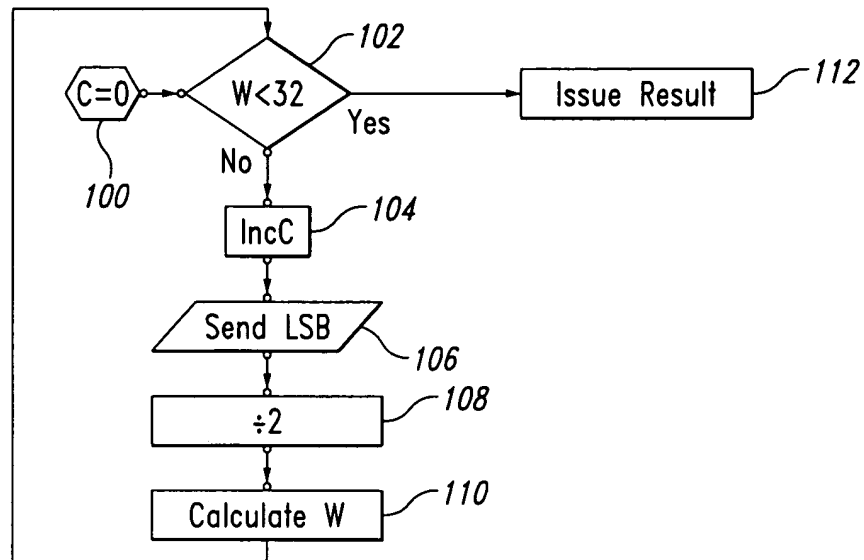 102
C=0
W<32
Issue Result
112
Yes
No
100
104
IncC
Send LSB
106
÷2
108
110
Calculate W